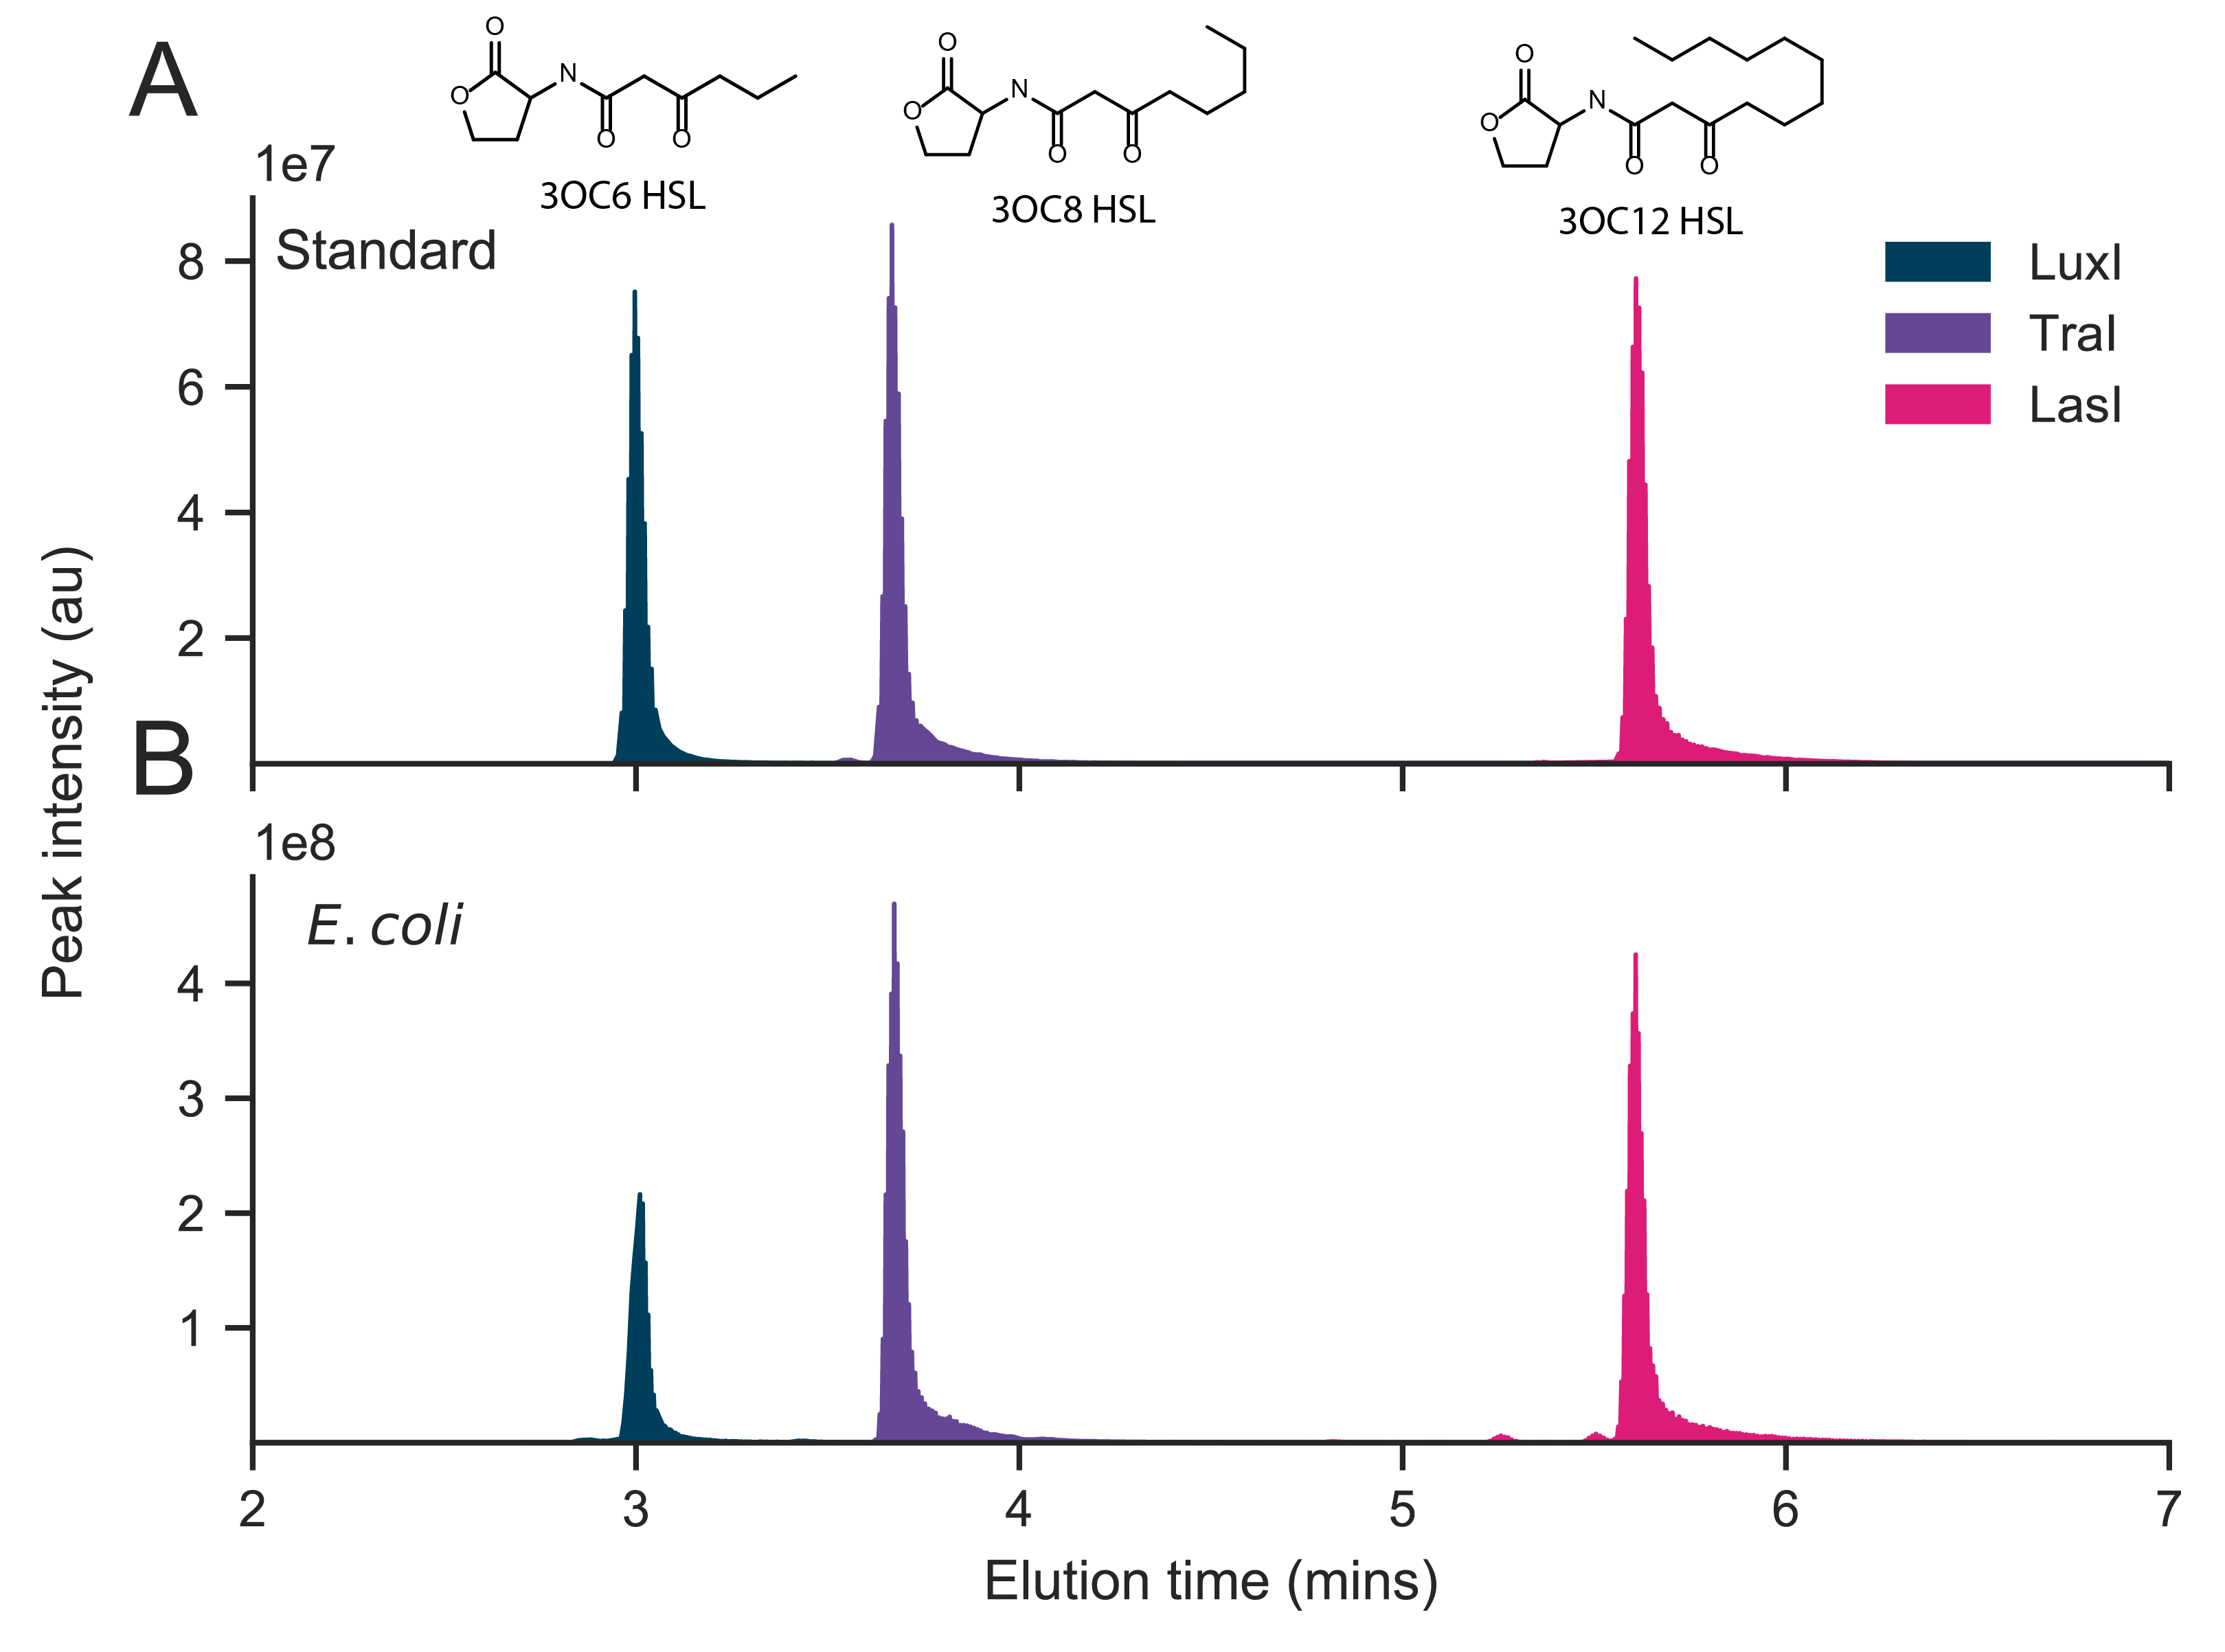 A
O
O
N
O
O
3OC6 HSL
O
O
N
O
O
3OC8 HSL
O
O
N
O
O
3OC12 HSL
1e7
Standard
8
6
4
2
LuxI
TraI
LasI
Peak intensity (au)
B
1e8
E. coli
4
3
2
1
2 3 4 5 6 7
Elution time (mins)